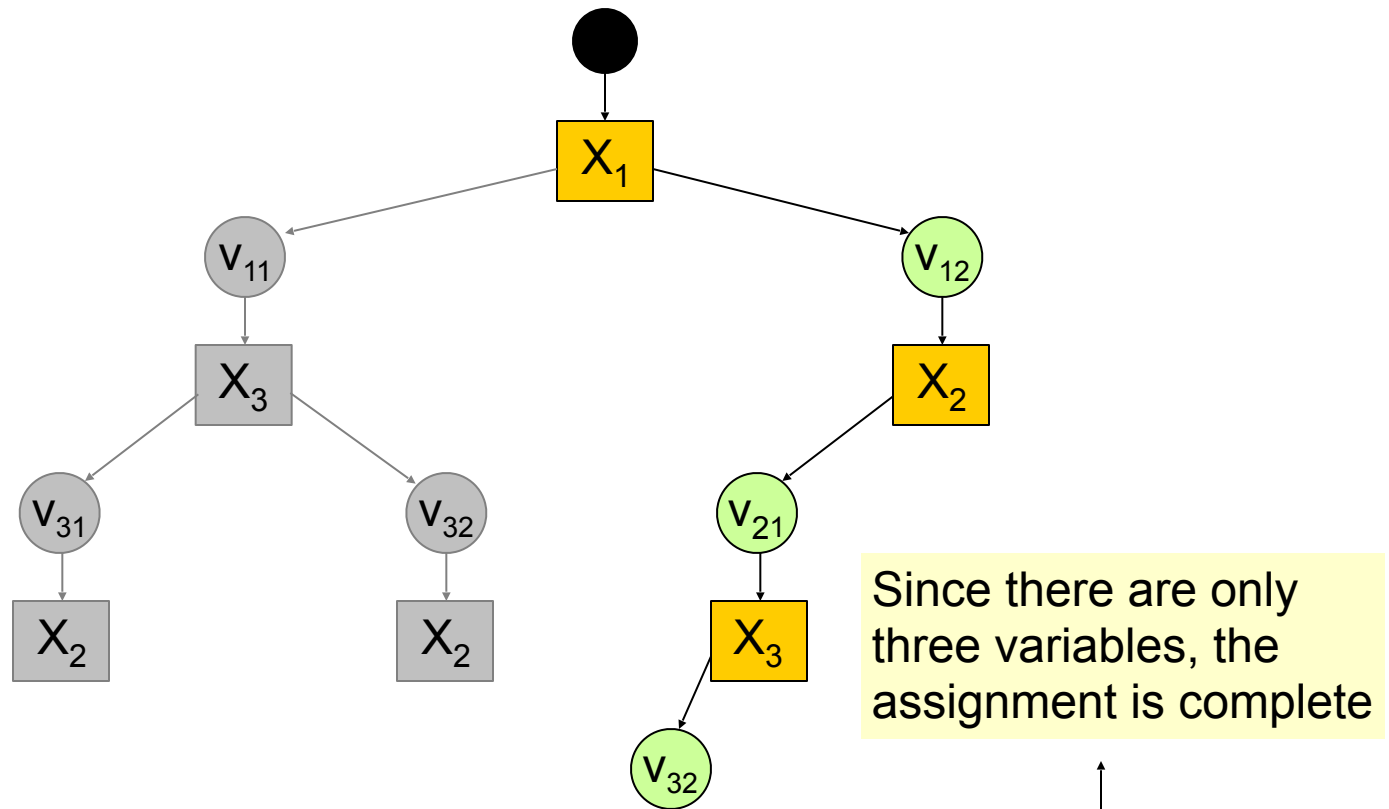 X₁
v₁₁ v₁₂
X₃ X₂
v₃₁ v₃₂ v₂₁
X₂ X₂ X₃
v₃₂
Since there are only
three variables, the
assignment is complete